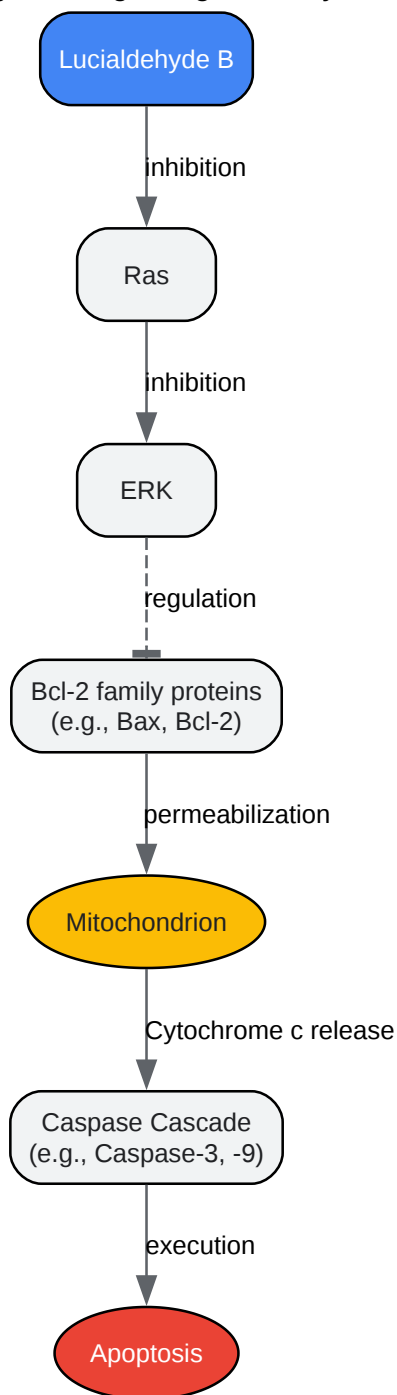 Lucialdehyde B
inhibition
Ras
inhibition
ERK
regulation
Bcl-2 family proteins
(e.g., Bax, Bcl-2)
permeabilization
Mitochondrion
Cytochrome c release
Caspase Cascade
(e.g., Caspase-3, -9)
execution
Apoptosis